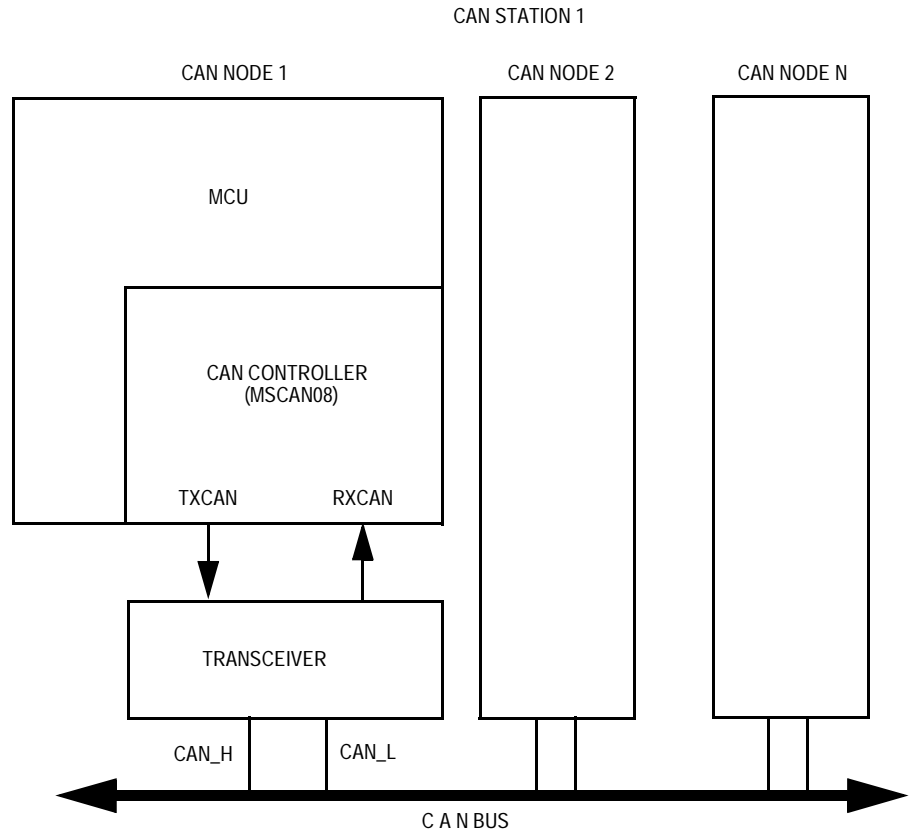 CAN STATION 1
CAN NODE 1
CAN NODE 2
CAN NODE N
MCU
CAN CONTROLLER
(MSCAN08)
TXCAN
RXCAN
TRANSCEIVER
CAN_H
CAN_L
C A N BUS